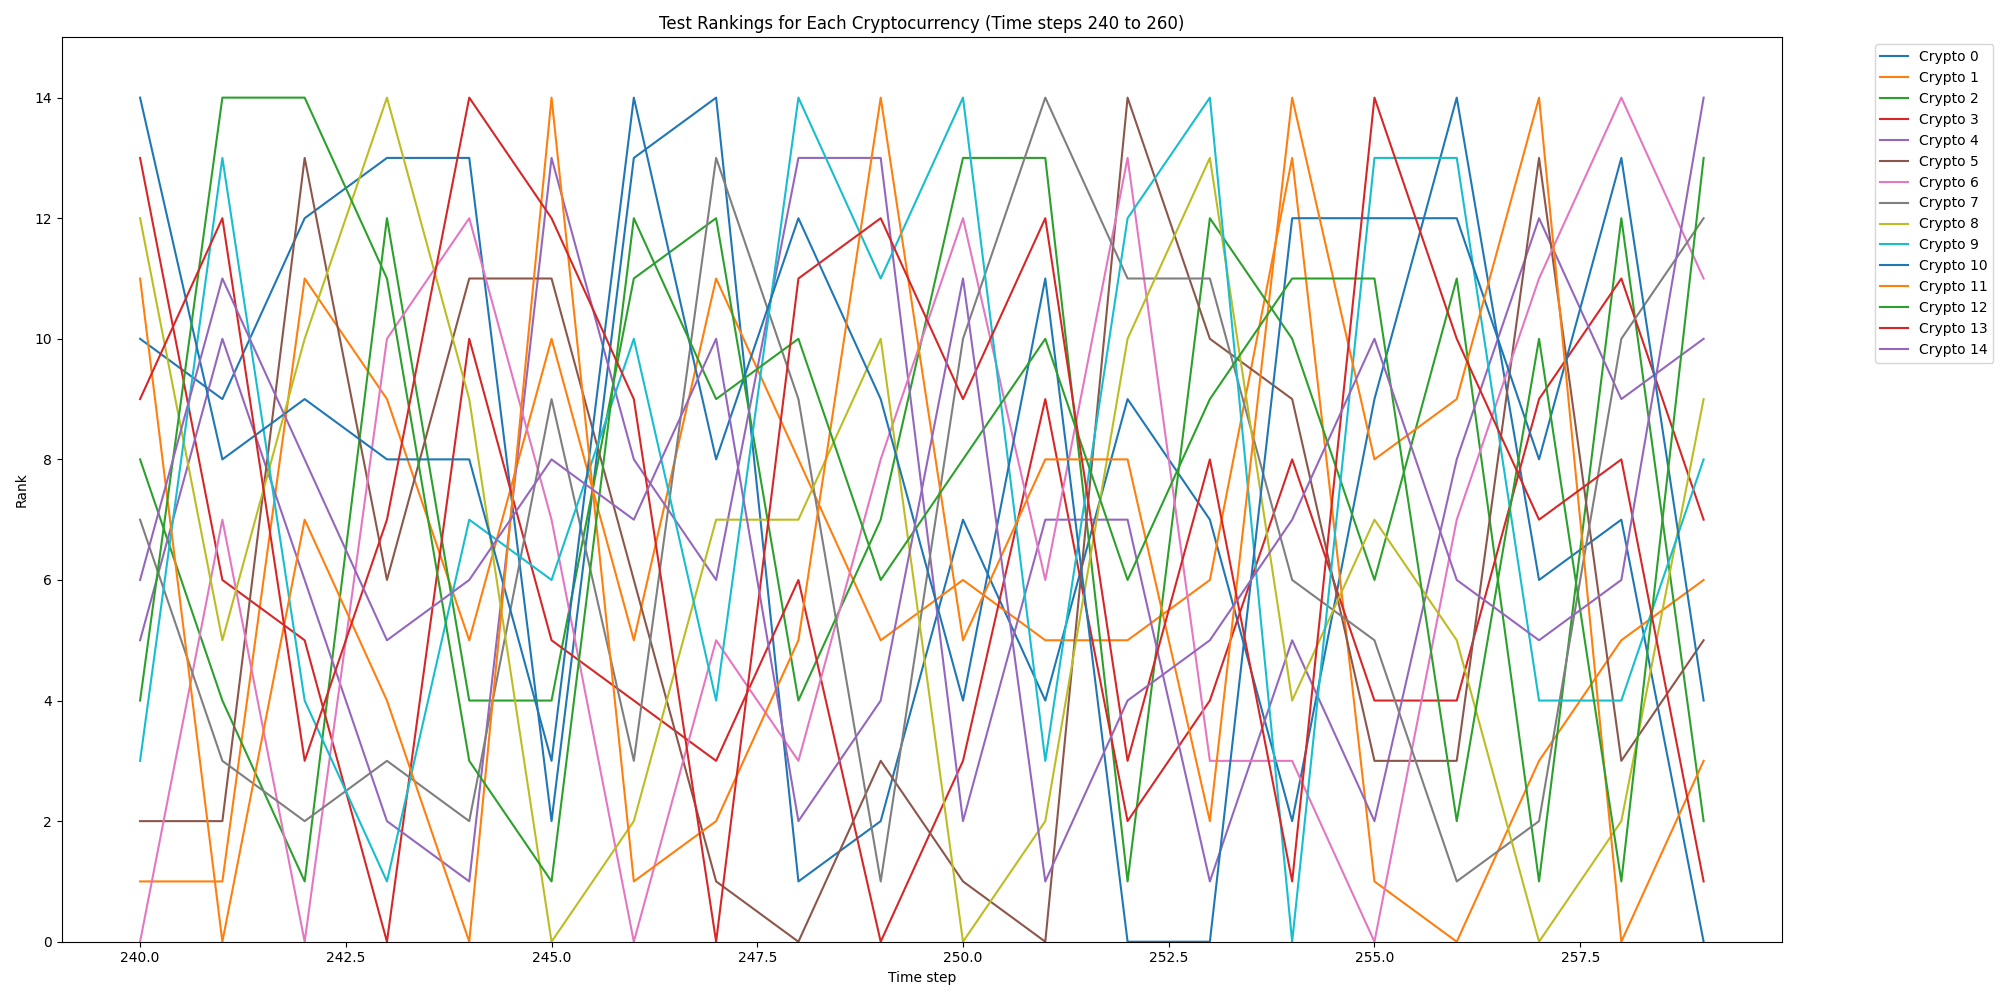 Test Rankings for Each Cryptocurrency (Time steps 240 to 260)
14
12
10
8
6
4
2
0
Rank
240.0 242.5 245.0 247.5 250.0 252.5 255.0 257.5
Time step
Crypto 0
Crypto 1
Crypto 2
Crypto 3
Crypto 4
Crypto 5
Crypto 6
Crypto 7
Crypto 8
Crypto 9
Crypto 10
Crypto 11
Crypto 12
Crypto 13
Crypto 14